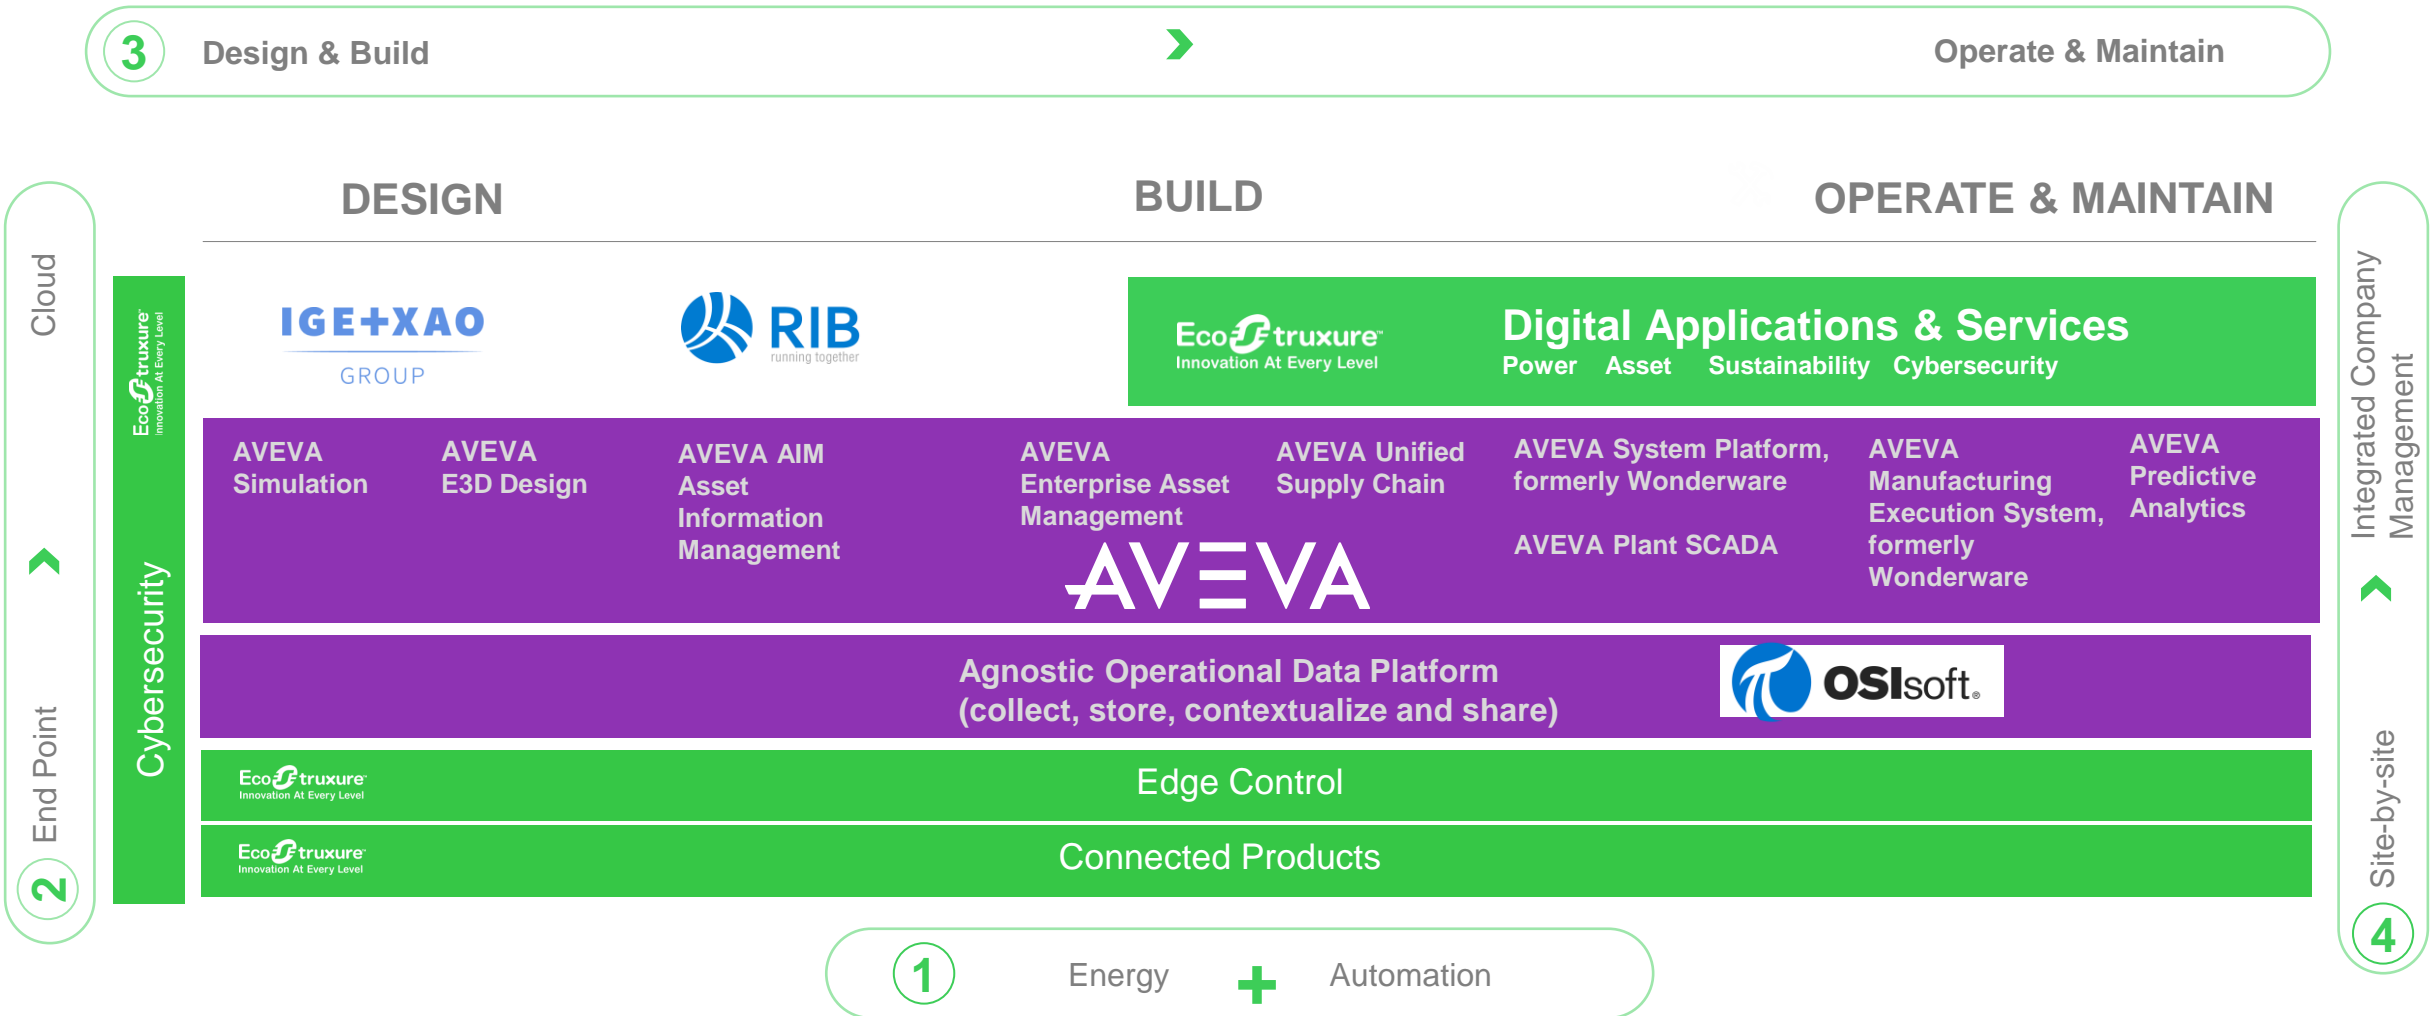 3 Design & Build
Operate & Maintain
DESIGN
BUILD
OPERATE & MAINTAIN
Cloud
End Point
2
EcoStruxure™
Innovation At Every Level
Cybersecurity
IGE+XAO
GROUP
RIB
running together
EcoStruxure™
Innovation At Every Level
Digital Applications & Services
Power Asset Sustainability Cybersecurity
AVEVA
Simulation
AVEVA
E3D Design
AVEVA AIM
Asset
Information
Management
AVEVA
Enterprise Asset
Management
AVEVA Unified
Supply Chain
AVEVA System Platform,
formerly Wonderware
AVEVA Plant SCADA
AVEVA
Manufacturing
Execution System,
formerly
Wonderware
AVEVA
Predictive
Analytics
AVEVA
Agnostic Operational Data Platform
(collect, store, contextualize and share)
OSIsoft®
EcoStruxure™
Innovation At Every Level
Edge Control
EcoStruxure™
Innovation At Every Level
Connected Products
Integrated Company
Management
Site-by-site
4
1 Energy + Automation